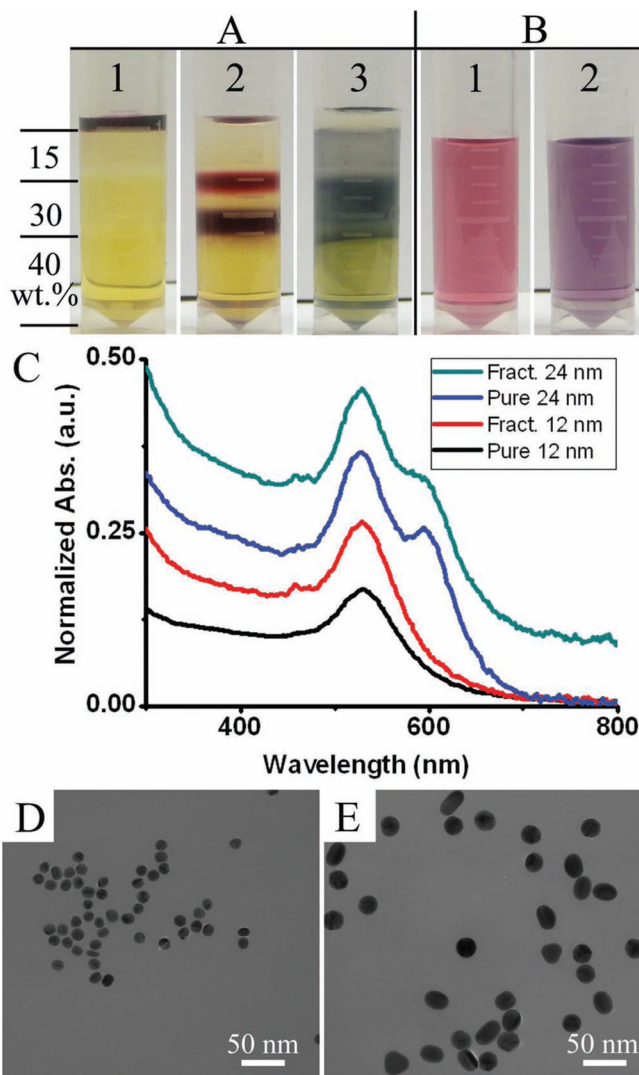 A B
1 2 3 1 2
15
30
40
wt.%
C
0.50
0.25
0.00
Normalized Abs. (a.u.)
Fract. 24 nm
Pure 24 nm
Fract. 12 nm
Pure 12 nm
400 600 800
Wavelength (nm)
D E
50 nm 50 nm